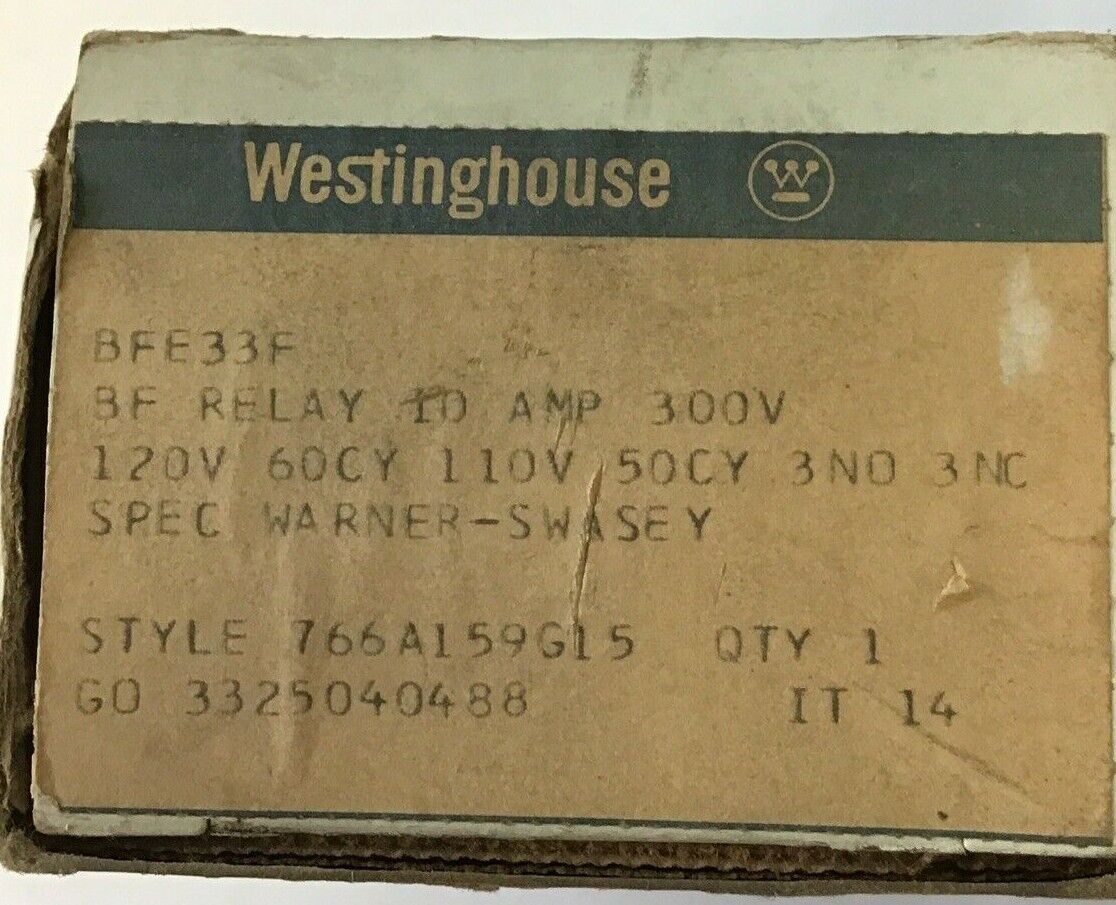 Westinghouse W
BFE33F
BF RELAY 10 AMP 300V
120V 60CY 110V 50CY 3NO 3NC
SPEC WARNER-SWASEY
STYLE 766A159G15 QTY 1
GO 3325040488 IT 14